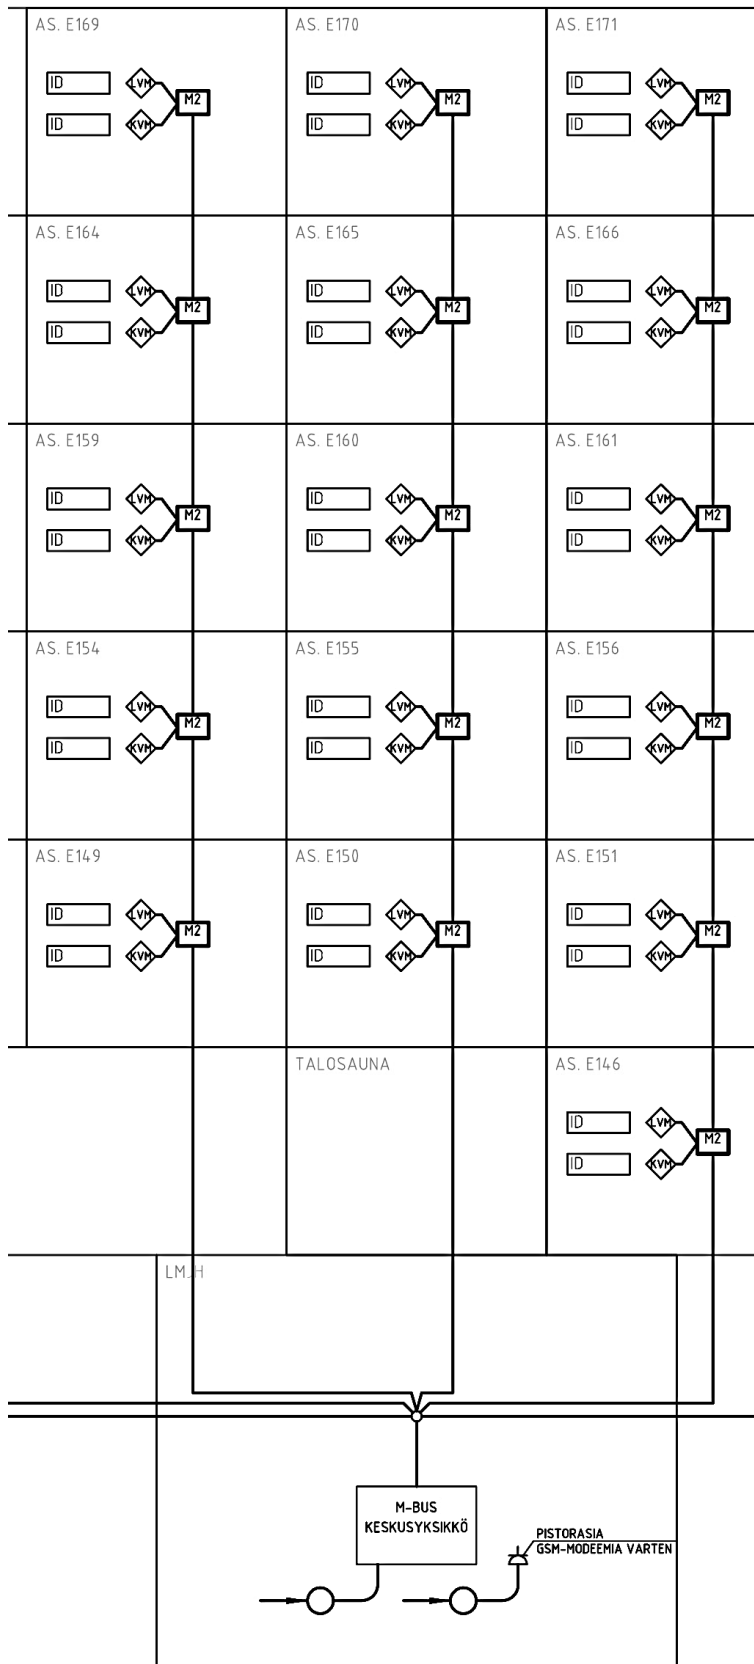 AS. E169 AS. E170 AS. E171
ID LVM ID LVM ID LVM
M2 M2 M2
ID KVM ID KVM ID KVM
AS. E164 AS. E165 AS. E166
ID LVM ID LVM ID LVM
M2 M2 M2
ID KVM ID KVM ID KVM
AS. E159 AS. E160 AS. E161
ID LVM ID LVM ID LVM
M2 M2 M2
ID KVM ID KVM ID KVM
AS. E154 AS. E155 AS. E156
ID LVM ID LVM ID LVM
M2 M2 M2
ID KVM ID KVM ID KVM
AS. E149 AS. E150 AS. E151
ID LVM ID LVM ID LVM
M2 M2 M2
ID KVM ID KVM ID KVM
TALOSAUNA AS. E146
ID LVM
M2
ID KVM
M-BUS
KESKUSYKSIKKÖ
PISTORASIA
GSM-MODEEMIA VARTEN